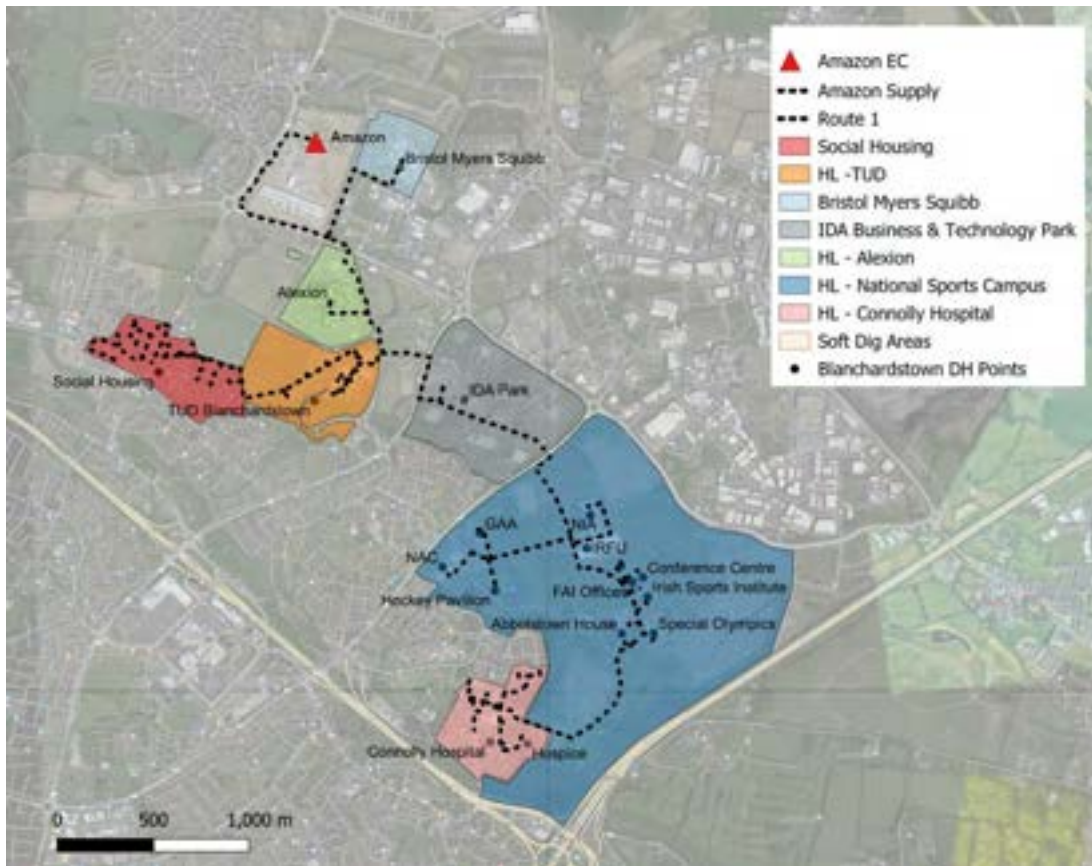 Amazon EC
Amazon Supply
Route 1
Social Housing
HL -TUD
Bristol Myers Squibb
IDA Business & Technology Park
HL - Alexion
HL - National Sports Campus
HL - Connolly Hospital
Soft Dig Areas
Blanchardstown DH Points
Amazon
Bristol Myers Squibb
Alexion
Social Housing
TUD Blanchardstown
IDA Park
GAA
NIA
NAC
IRFU
Conference Centre
FAI Offices
Irish Sports Institute
Hockey Pavilion
Abbotstown House
Special Olympics
Connolly Hospital
Hospice
0 500 1,000 m